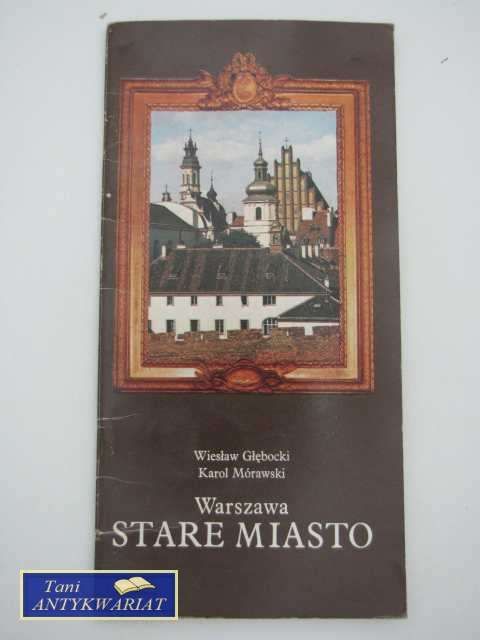 Wiesław Głębocki
Karol Mórawski
Warszawa
STARE MIASTO
Tani
ANTYKWARIAT